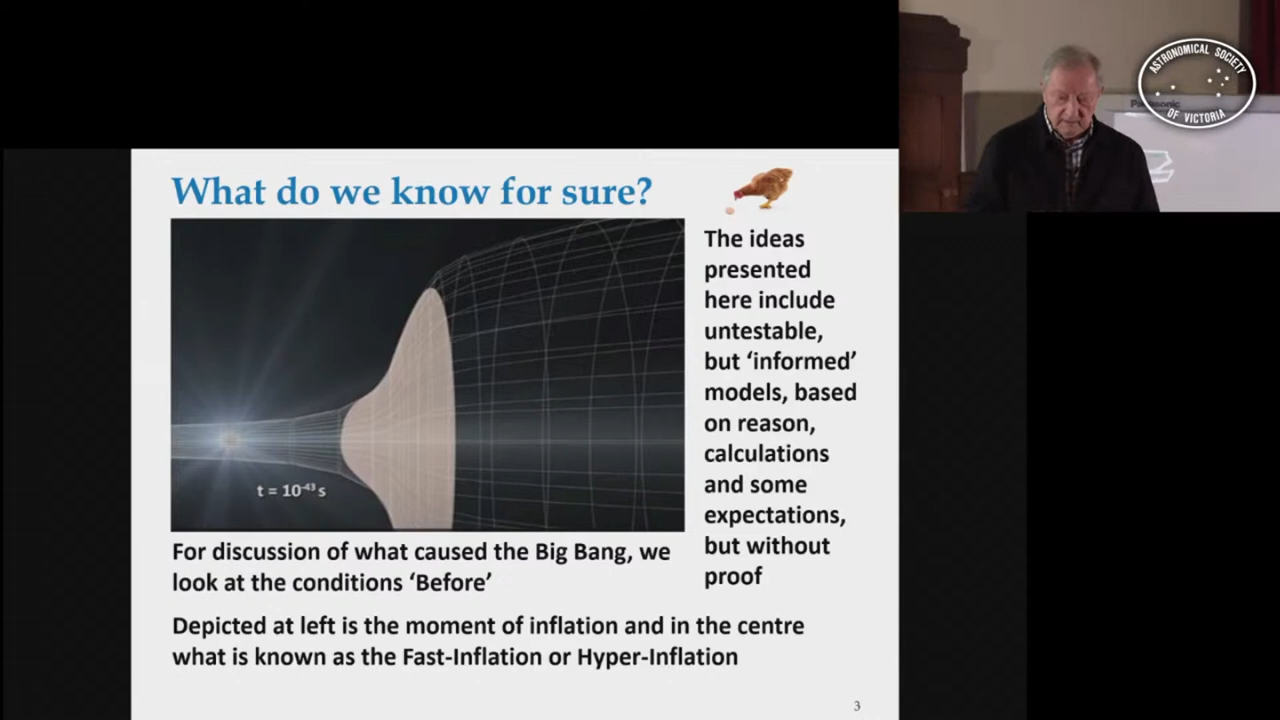 What do we know for sure?
t = 10⁻⁴³ s
The ideas
presented
here include
untestable,
but ‘informed’
models, based
on reason,
calculations
and some
expectations,
but without
proof
For discussion of what caused the Big Bang, we
look at the conditions ‘Before’
Depicted at left is the moment of inflation and in the centre
what is known as the Fast-Inflation or Hyper-Inflation
3
ASTRONOMICAL SOCIETY
OF VICTORIA
Panasonic